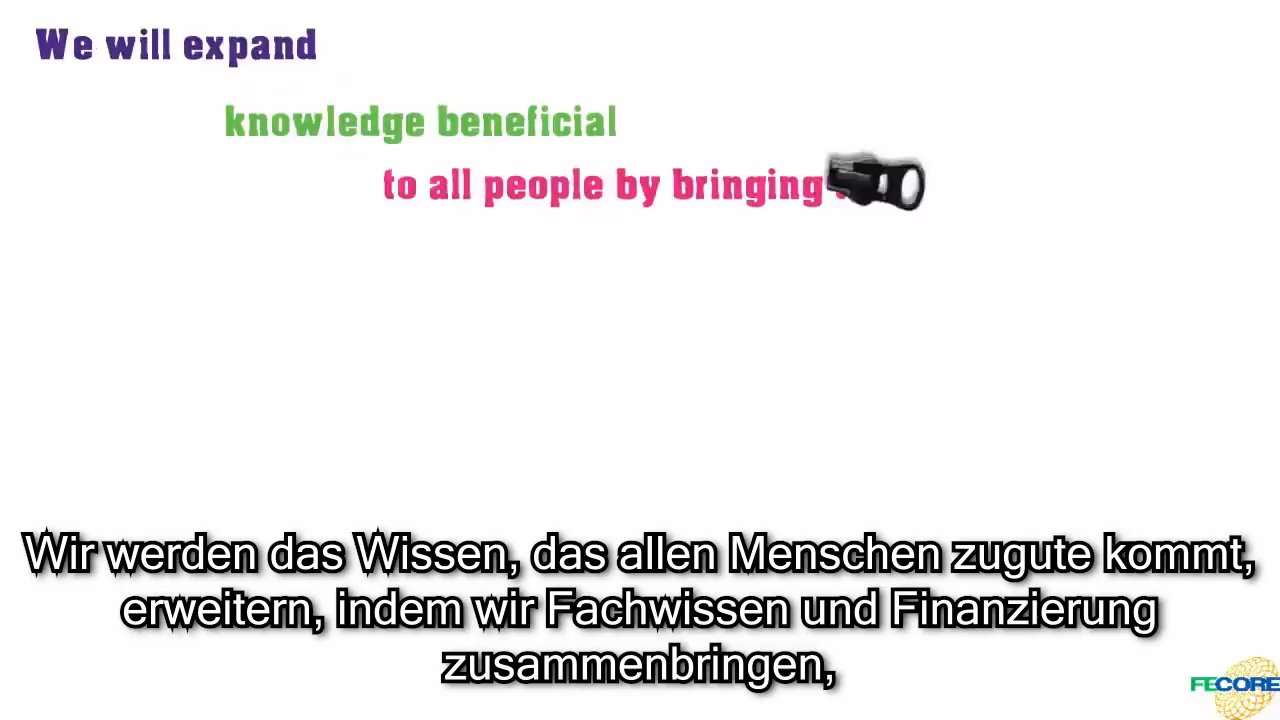 We will expand
knowledge beneficial
to all people by bringing
Wir werden das Wissen, das allen Menschen zugute kommt,
erweitern, indem wir Fachwissen und Finanzierung
zusammenbringen,
FECORE